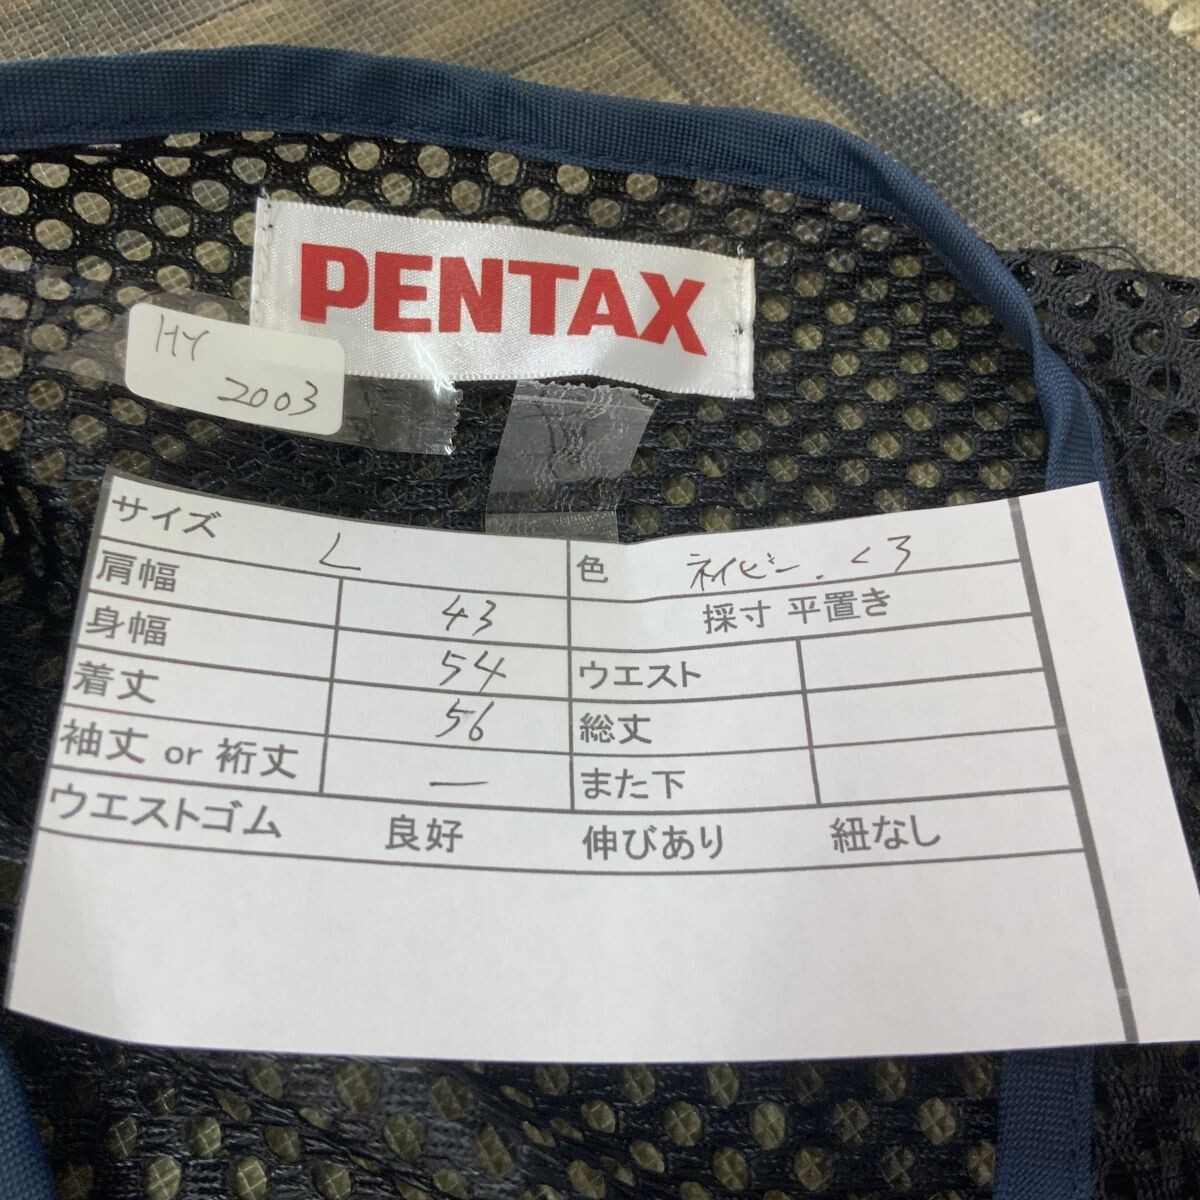 PENTAX
HY
2003
サイズ L 色 ネイビー.くろ
肩幅 43 採寸 平置き
身幅 54 ウエスト
着丈 56 総丈
袖丈 or 裄丈 — また下
ウエストゴム 良好 伸びあり 紐なし